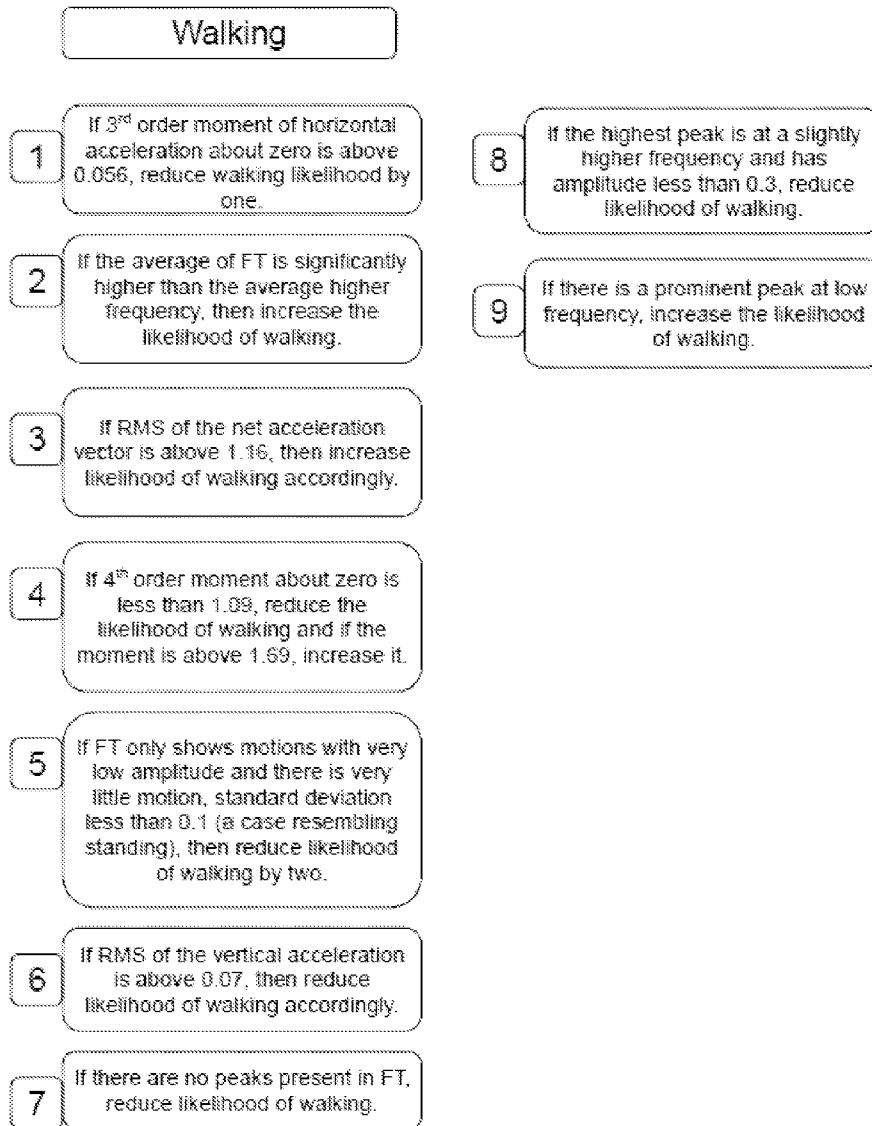 Walking
1
If 3rd order moment of horizontal
acceleration about zero is above
0.056, reduce walking likelihood by
one.
2
If the average of FT is significantly
higher than the average higher
frequency, then increase the
likelihood of walking.
3
If RMS of the net acceleration
vector is above 1.16, then increase
likelihood of walking accordingly.
4
If 4th order moment about zero is
less than 1.09, reduce the
likelihood of walking and if the
moment is above 1.69, increase it.
5
If FT only shows motions with very
low amplitude and there is very
little motion, standard deviation
less than 0.1 (a case resembling
standing), then reduce likelihood
of walking by two.
6
If RMS of the vertical acceleration
is above 0.07, then reduce
likelihood of walking accordingly.
7
If there are no peaks present in FT,
reduce likelihood of walking.
8
If the highest peak is at a slightly
higher frequency and has
amplitude less than 0.3, reduce
likelihood of walking.
9
If there is a prominent peak at low
frequency, increase the likelihood
of walking.